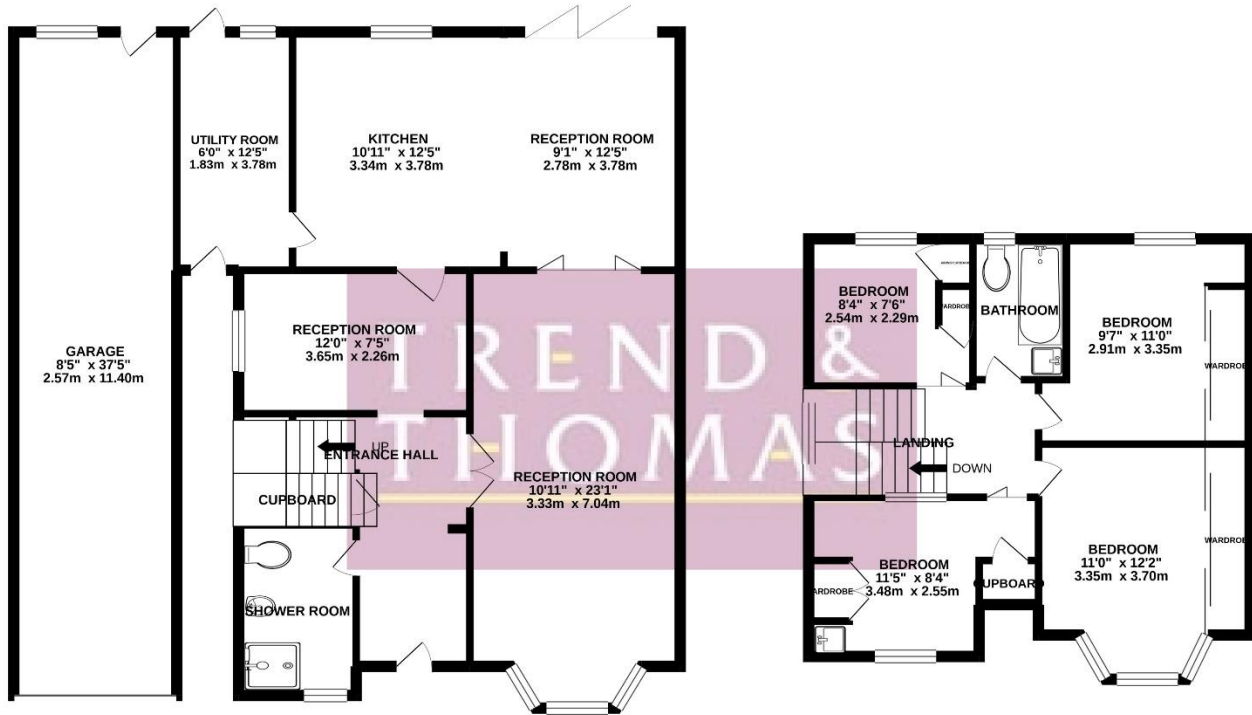 UTILITY ROOM
6'0" x 12'5"
1.83m x 3.78m
KITCHEN
10'11" x 12'5"
3.34m x 3.78m
RECEPTION ROOM
9'1" x 12'5"
2.78m x 3.78m
GARAGE
8'5" x 37'5"
2.57m x 11.40m
RECEPTION ROOM
12'0" x 7'5"
3.65m x 2.26m
TREND &
THOMAS
UP
ENTRANCE HALL
CUPBOARD
RECEPTION ROOM
10'11" x 23'1"
3.33m x 7.04m
SHOWER ROOM
BEDROOM
8'4" x 7'6"
2.54m x 2.29m
WARDROBE
BATHROOM
BEDROOM
9'7" x 11'0"
2.91m x 3.35m
WARDROBE
LANDING
DOWN
BEDROOM
11'5" x 8'4"
3.48m x 2.55m
WARDROBE
CUPBOARD
BEDROOM
11'0" x 12'2"
3.35m x 3.70m
WARDROBE